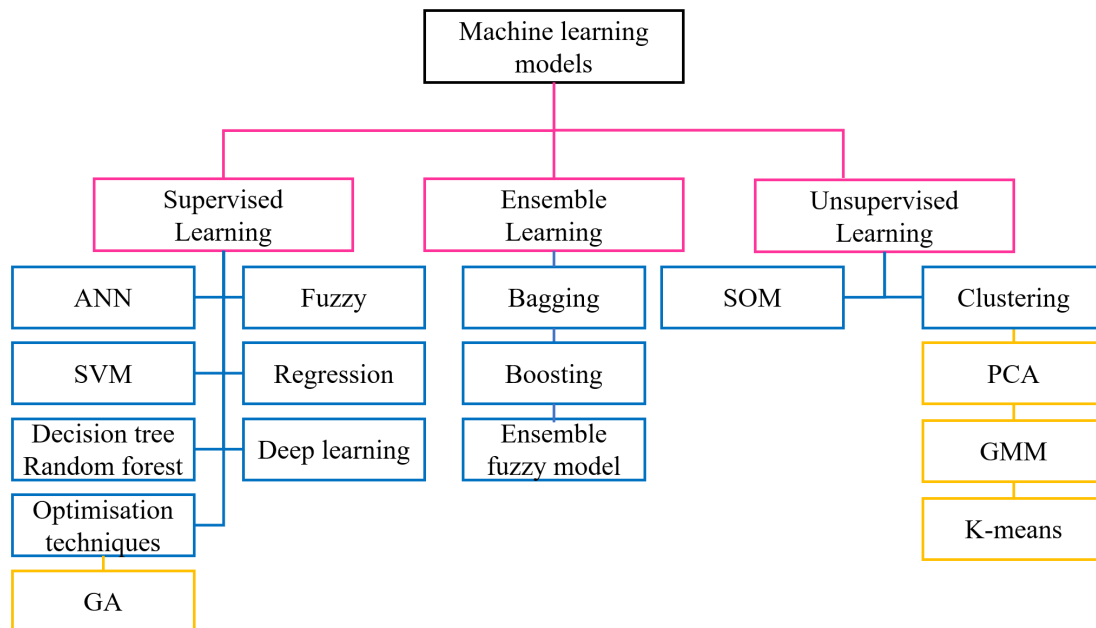 Machine learning
models
Supervised
Learning
Ensemble
Learning
Unsupervised
Learning
ANN
Fuzzy
Bagging
SOM
Clustering
SVM
Regression
Boosting
PCA
Decision tree
Random forest
Deep learning
Ensemble
fuzzy model
GMM
Optimisation
techniques
K-means
GA